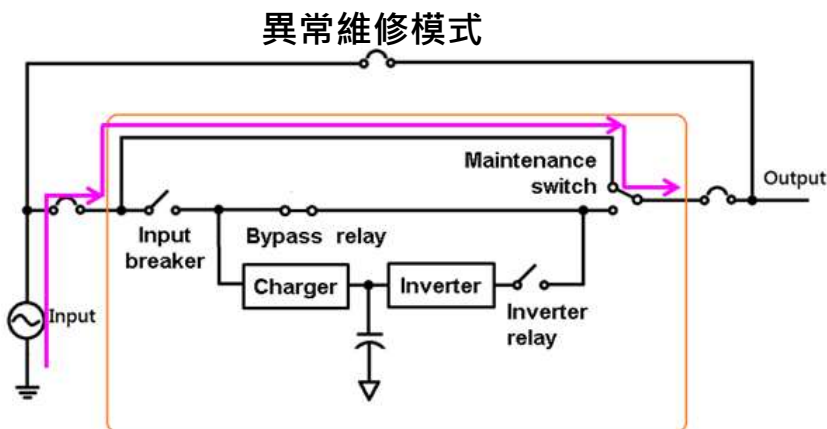 異常維修模式
Maintenance
switch
Output
Input
breaker
Bypass relay
Charger
Inverter
Inverter
relay
Input